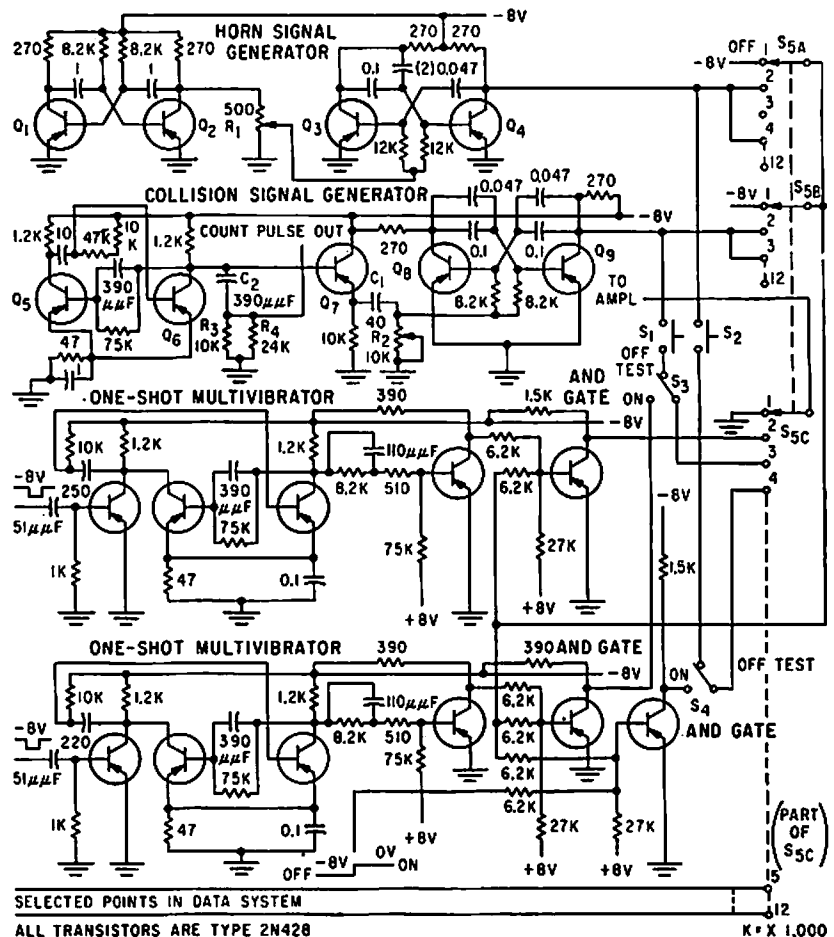 -8V
HORN SIGNAL
GENERATOR
270 8.2K 8.2K 270
270 270
1 1
0.1 (2) 0.047
500
R1
Q1 Q2 Q3 Q4
12K 12K
OFF 1 S5A
-8V
2
3
4
12
COLLISION SIGNAL GENERATOR
0.047 0.047 270
-8V 1 S5B
2
3
12
1.2K 10 47K 10 K 1.2K
COUNT PULSE OUT
270 0.1 0.1
-8V
Q5 390 μμF
C2
390μμF
Q7 C1 Q8 Q9
TO
AMPL
8.2K 8.2K
47 75K Q6
R3
10K
R4
24K
10K
40
R2
10K
1
S1 S2
OFF
TEST
S3
ON
ONE-SHOT MULTIVIBRATOR
390
AND
GATE
1.5K
-8V
1
2 S5C
3
4
10K 1.2K 1.2K
110μμF
6.2K
-8V
250
390
μμF
8.2K 510
6.2K
51μμF
75K
75K
27K
-8V
1K
47
0.1
+8V +8V
1.5K
ONE-SHOT MULTIVIBRATOR
390
390 AND GATE
-8V
ON OFF TEST
S4
AND GATE
10K 1.2K 1.2K
110μμF
6.2K
-8V
220
390
μμF
8.2K 510
6.2K
51μμF
75K
75K
6.2K
6.2K
1K
47
0.1
+8V
27K 27K
+8V +8V
-8V 0V
OFF ON
(PART
OF
S5C)
5
SELECTED POINTS IN DATA SYSTEM
12
ALL TRANSISTORS ARE TYPE 2N428
K = X 1,000